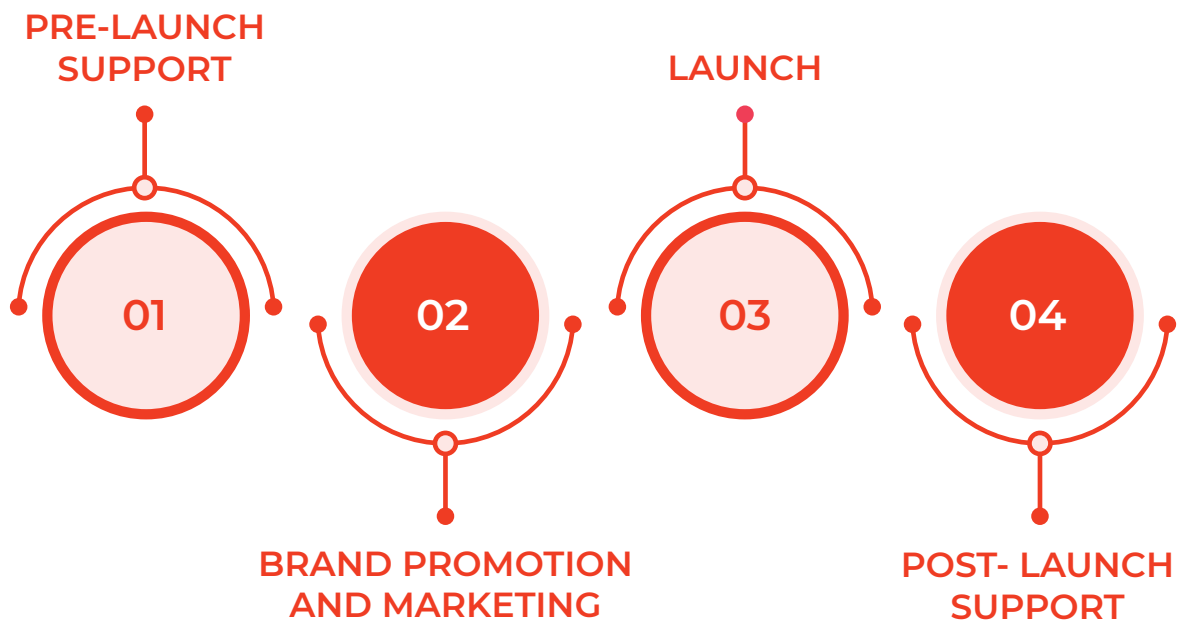 PRE-LAUNCH
SUPPORT
01
02
BRAND PROMOTION
AND MARKETING
LAUNCH
03
04
POST- LAUNCH
SUPPORT